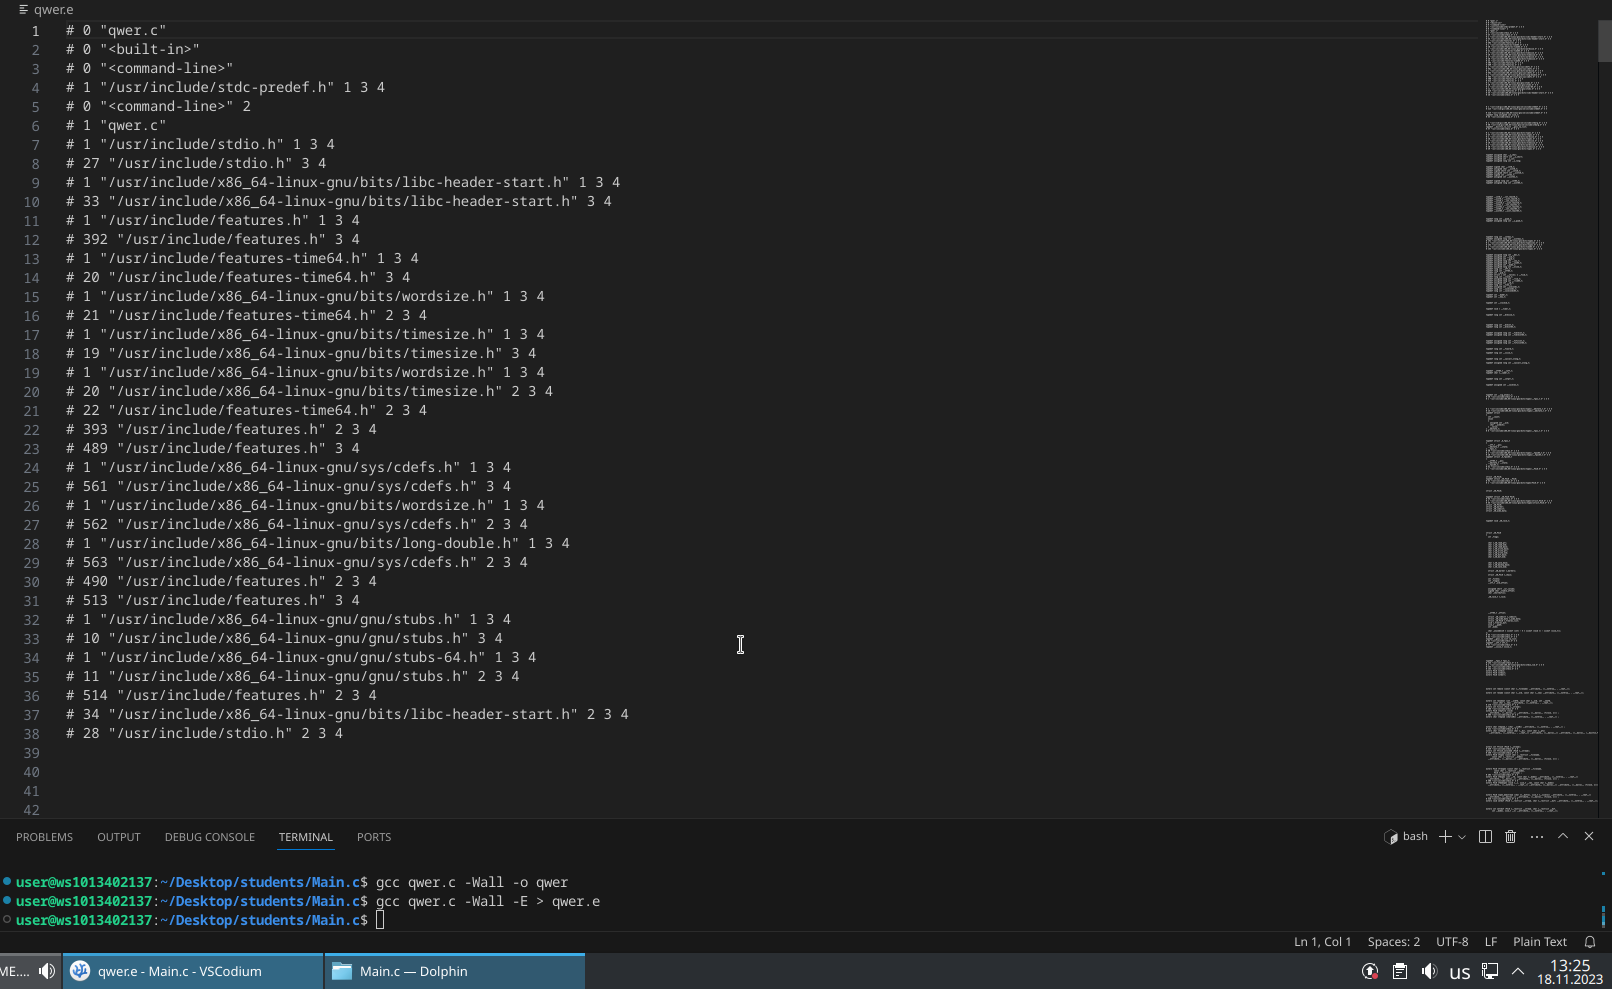 qwer.e
1 # 0 "qwer.c"
2 # 0 "<built-in>"
3 # 0 "<command-line>"
4 # 1 "/usr/include/stdc-predef.h" 1 3 4
5 # 0 "<command-line>" 2
6 # 1 "qwer.c"
7 # 1 "/usr/include/stdio.h" 1 3 4
8 # 27 "/usr/include/stdio.h" 3 4
9 # 1 "/usr/include/x86_64-linux-gnu/bits/libc-header-start.h" 1 3 4
10 # 33 "/usr/include/x86_64-linux-gnu/bits/libc-header-start.h" 3 4
11 # 1 "/usr/include/features.h" 1 3 4
12 # 392 "/usr/include/features.h" 3 4
13 # 1 "/usr/include/features-time64.h" 1 3 4
14 # 20 "/usr/include/features-time64.h" 3 4
15 # 1 "/usr/include/x86_64-linux-gnu/bits/wordsize.h" 1 3 4
16 # 21 "/usr/include/features-time64.h" 2 3 4
17 # 1 "/usr/include/x86_64-linux-gnu/bits/timesize.h" 1 3 4
18 # 19 "/usr/include/x86_64-linux-gnu/bits/timesize.h" 3 4
19 # 1 "/usr/include/x86_64-linux-gnu/bits/wordsize.h" 1 3 4
20 # 20 "/usr/include/x86_64-linux-gnu/bits/timesize.h" 2 3 4
21 # 22 "/usr/include/features-time64.h" 2 3 4
22 # 393 "/usr/include/features.h" 2 3 4
23 # 489 "/usr/include/features.h" 3 4
24 # 1 "/usr/include/x86_64-linux-gnu/sys/cdefs.h" 1 3 4
25 # 561 "/usr/include/x86_64-linux-gnu/sys/cdefs.h" 3 4
26 # 1 "/usr/include/x86_64-linux-gnu/bits/wordsize.h" 1 3 4
27 # 562 "/usr/include/x86_64-linux-gnu/sys/cdefs.h" 2 3 4
28 # 1 "/usr/include/x86_64-linux-gnu/bits/long-double.h" 1 3 4
29 # 563 "/usr/include/x86_64-linux-gnu/sys/cdefs.h" 2 3 4
30 # 490 "/usr/include/features.h" 2 3 4
31 # 513 "/usr/include/features.h" 3 4
32 # 1 "/usr/include/x86_64-linux-gnu/gnu/stubs.h" 1 3 4
33 # 10 "/usr/include/x86_64-linux-gnu/gnu/stubs.h" 3 4
34 # 1 "/usr/include/x86_64-linux-gnu/gnu/stubs-64.h" 1 3 4
35 # 11 "/usr/include/x86_64-linux-gnu/gnu/stubs.h" 2 3 4
36 # 514 "/usr/include/features.h" 2 3 4
37 # 34 "/usr/include/x86_64-linux-gnu/bits/libc-header-start.h" 2 3 4
38 # 28 "/usr/include/stdio.h" 2 3 4
39
40
41
42
PROBLEMS OUTPUT DEBUG CONSOLE TERMINAL PORTS bash
user@ws1013402137:~/Desktop/students/Main.c$ gcc qwer.c -Wall -o qwer
user@ws1013402137:~/Desktop/students/Main.c$ gcc qwer.c -Wall -E > qwer.e
user@ws1013402137:~/Desktop/students/Main.c$
Ln 1, Col 1 Spaces: 2 UTF-8 LF Plain Text
ME.... qwer.e - Main.c - VSCodium Main.c — Dolphin us 13:25
18.11.2023